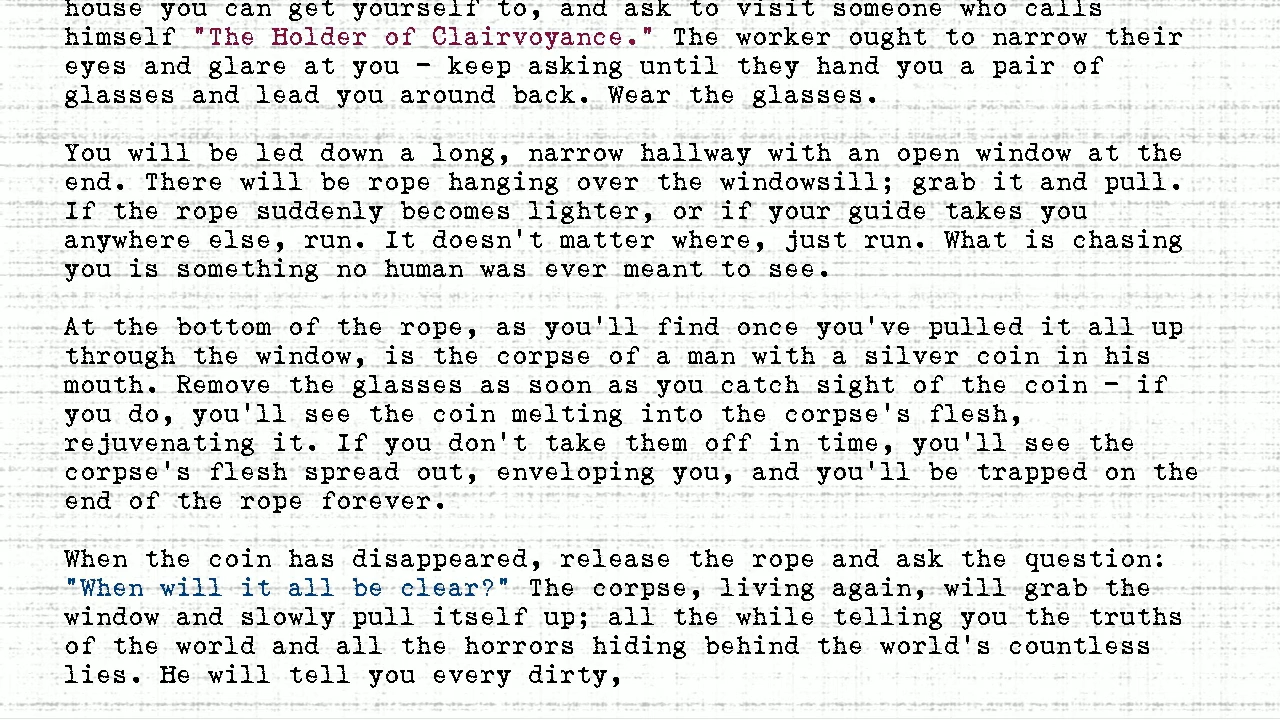 house you can get yourself to, and ask to visit someone who calls
himself "The Holder of Clairvoyance." The worker ought to narrow their
eyes and glare at you - keep asking until they hand you a pair of
glasses and lead you around back. Wear the glasses.
You will be led down a long, narrow hallway with an open window at the
end. There will be rope hanging over the windowsill; grab it and pull.
If the rope suddenly becomes lighter, or if your guide takes you
anywhere else, run. It doesn't matter where, just run. What is chasing
you is something no human was ever meant to see.
At the bottom of the rope, as you'll find once you've pulled it all up
through the window, is the corpse of a man with a silver coin in his
mouth. Remove the glasses as soon as you catch sight of the coin - if
you do, you'll see the coin melting into the corpse's flesh,
rejuvenating it. If you don't take them off in time, you'll see the
corpse's flesh spread out, enveloping you, and you'll be trapped on the
end of the rope forever.
When the coin has disappeared, release the rope and ask the question:
"When will it all be clear?" The corpse, living again, will grab the
window and slowly pull itself up; all the while telling you the truths
of the world and all the horrors hiding behind the world's countless
lies. He will tell you every dirty,